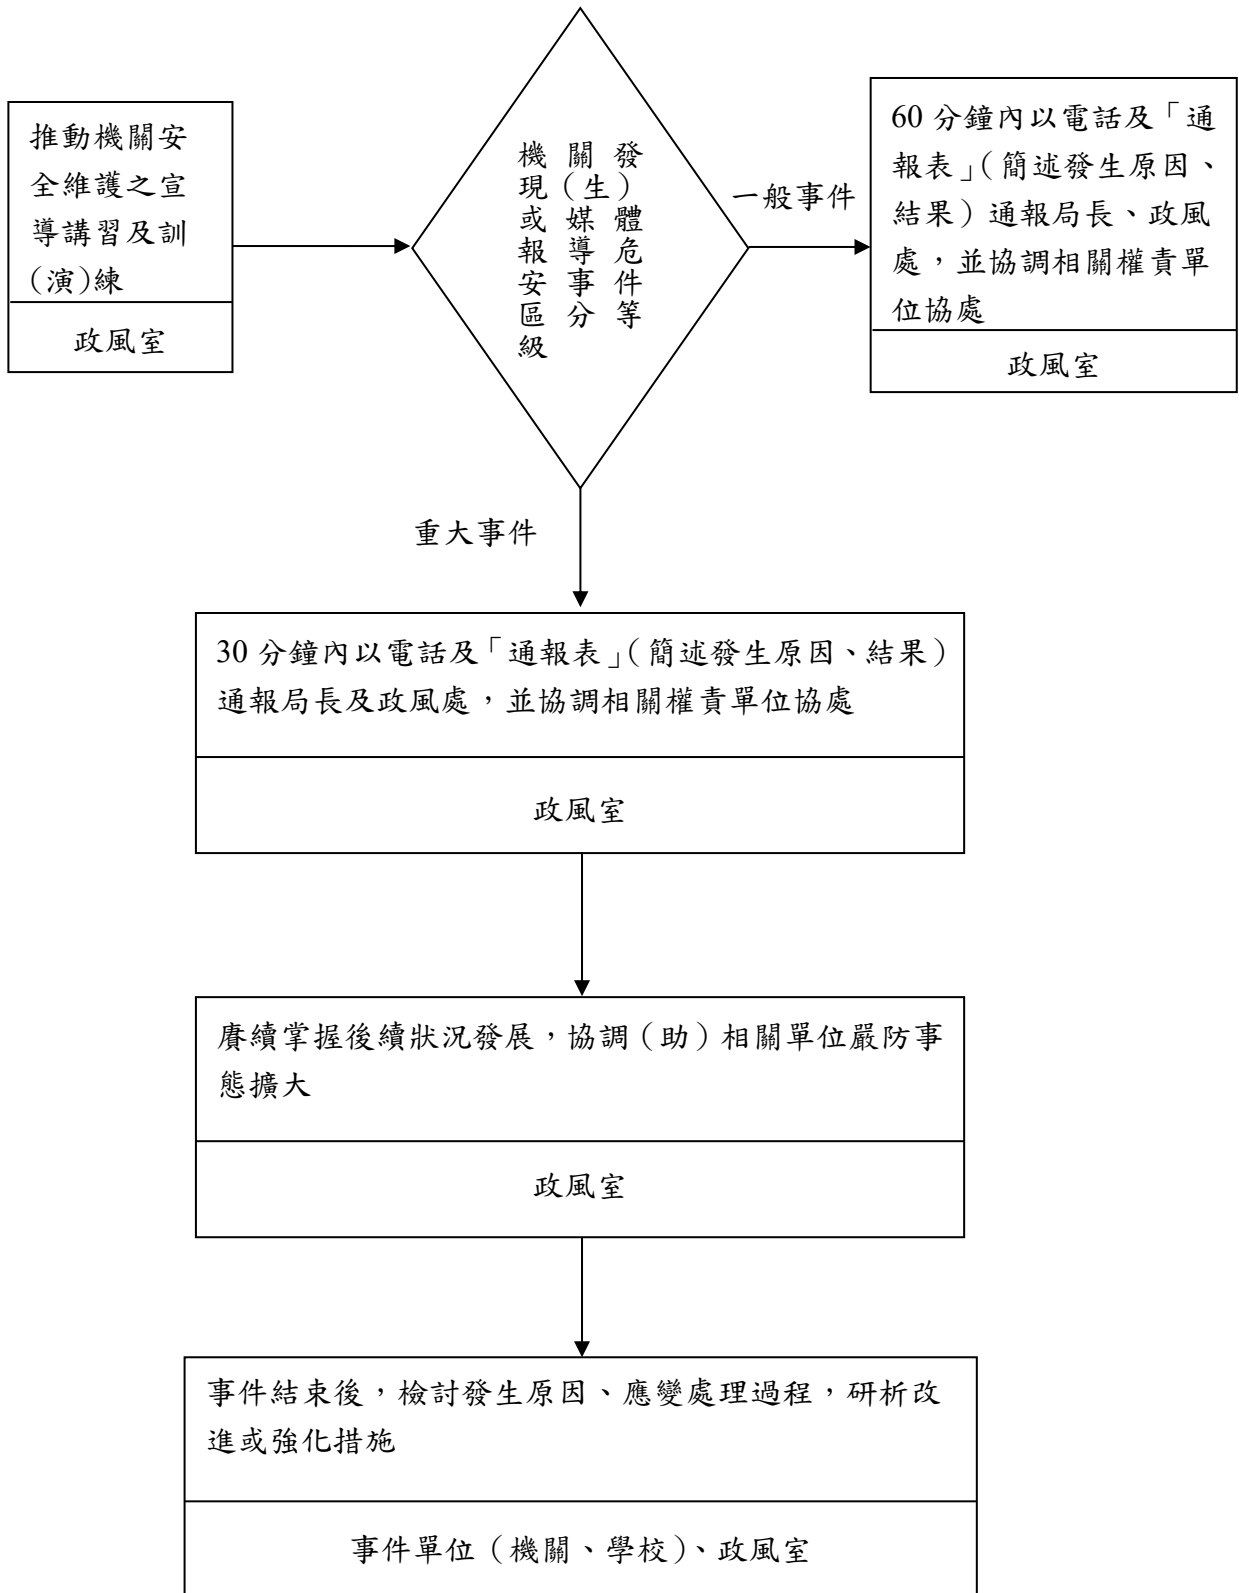 推動機關安
全維護之宣
導講習及訓
(演)練
政風室
機關發
現(生)
或媒體
報導危
安事件
區分等
級
一般事件
60 分鐘內以電話及「通
報表」(簡述發生原因、
結果)通報局長、政風
處，並協調相關權責單
位協處
政風室
重大事件
30 分鐘內以電話及「通報表」(簡述發生原因、結果)
通報局長及政風處，並協調相關權責單位協處
政風室
賡續掌握後續狀況發展，協調(助)相關單位嚴防事
態擴大
政風室
事件結束後，檢討發生原因、應變處理過程，研析改
進或強化措施
事件單位(機關、學校)、政風室